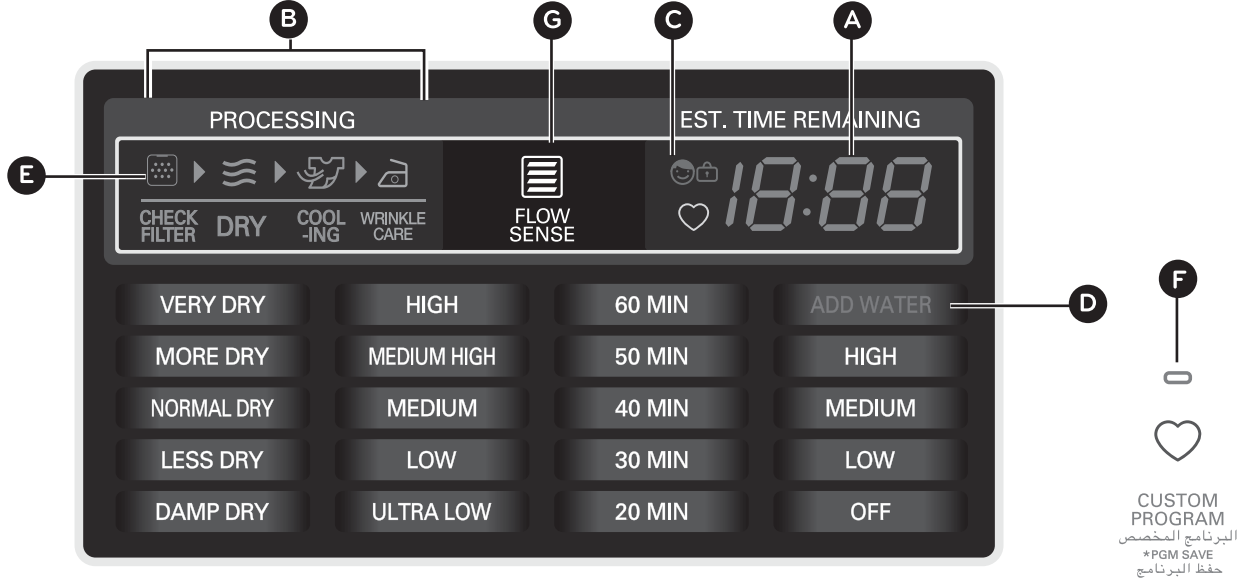 B
G
C
A
PROCESSING
EST. TIME REMAINING
E
18:88
CHECK
FILTER
DRY
COOL
-ING
WRINKLE
CARE
FLOW
SENSE
VERY DRY
HIGH
60 MIN
ADD WATER
D
F
MORE DRY
MEDIUM HIGH
50 MIN
HIGH
NORMAL DRY
MEDIUM
40 MIN
MEDIUM
LESS DRY
LOW
30 MIN
LOW
DAMP DRY
ULTRA LOW
20 MIN
OFF
CUSTOM
PROGRAM
البرنامج المخصص
*PGM SAVE
حفظ البرنامج